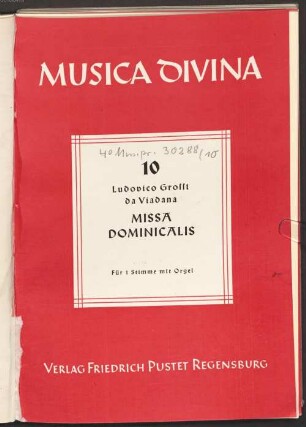 MUSICA DIVINA
4° Mus.pr. 30288/10
10
Ludovico Grossi
da Viadana
MISSA
DOMINICALIS
Für 1 Stimme mit Orgel
VERLAG FRIEDRICH PUSTET REGENSBURG